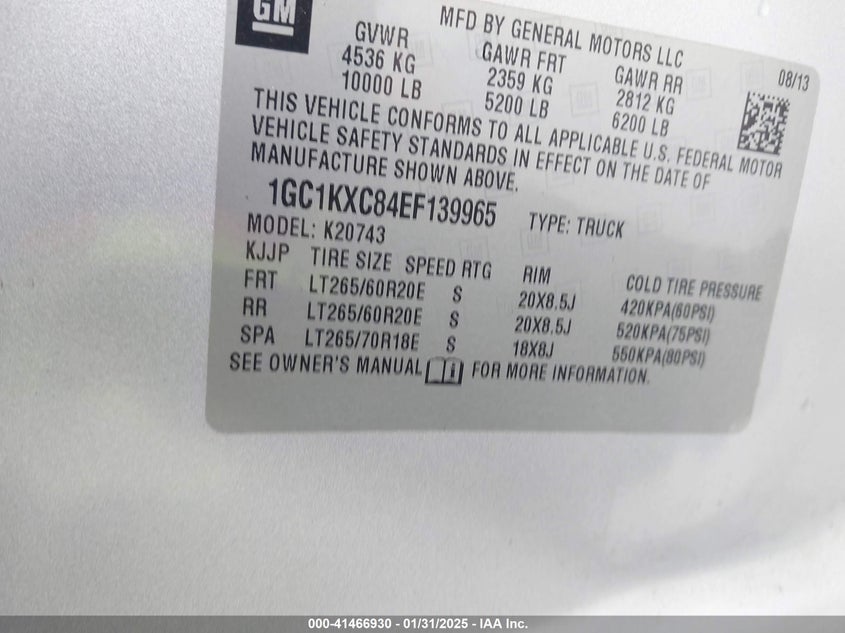 GM
MFD BY GENERAL MOTORS LLC
08/13
GVWR GAWR FRT GAWR RR
4536 KG 2359 KG 2812 KG
10000 LB 5200 LB 6200 LB
THIS VEHICLE CONFORMS TO ALL APPLICABLE U.S. FEDERAL MOTOR
VEHICLE SAFETY STANDARDS IN EFFECT ON THE DATE OF
MANUFACTURE SHOWN ABOVE.
1GC1KXC84EF139965 TYPE: TRUCK
MODEL: K20743
KJJP TIRE SIZE SPEED RTG RIM COLD TIRE PRESSURE
FRT LT265/60R20E S 20X8.5J 420KPA(60PSI)
RR LT265/60R20E S 20X8.5J 520KPA(75PSI)
SPA LT265/70R18E S 18X8J 550KPA(80PSI)
SEE OWNER'S MANUAL i FOR MORE INFORMATION.
000-41466930 - 01/31/2025 - IAA Inc.